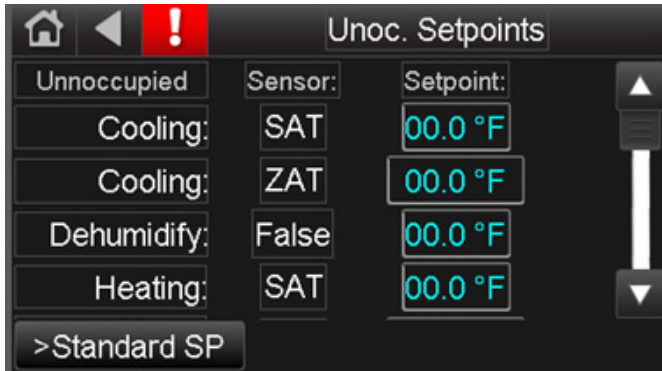 ! Unoc. Setpoints
Unnoccupied Sensor: Setpoint:
Cooling: SAT 00.0 °F
Cooling: ZAT 00.0 °F
Dehumidify: False 00.0 °F
Heating: SAT 00.0 °F
>Standard SP